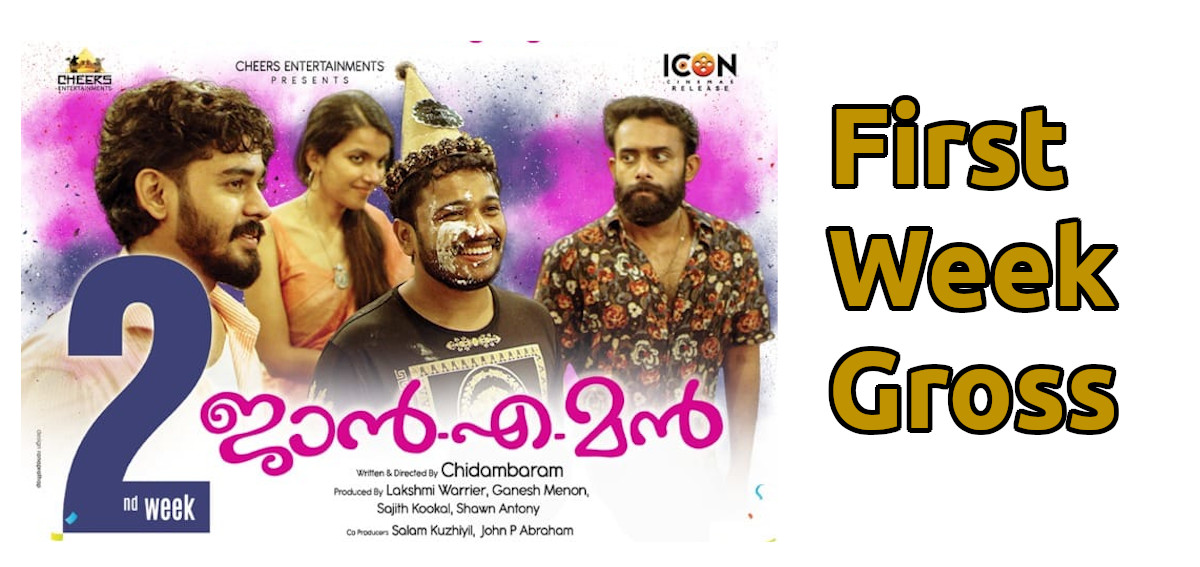 CHEERS
ENTERTAINMENTS
CHEERS ENTERTAINMENTS
PRESENTS
ICON
CINEMAS
RELEASE
First
Week
Gross
2
nd week
ജാൻ.എ.മൻ
Written & Directed By Chidambaram
Produced By Lakshmi Warrier, Ganesh Menon,
Sajith Kookal, Shawn Antony
Co Producers Salam Kuzhiyil, John P Abraham